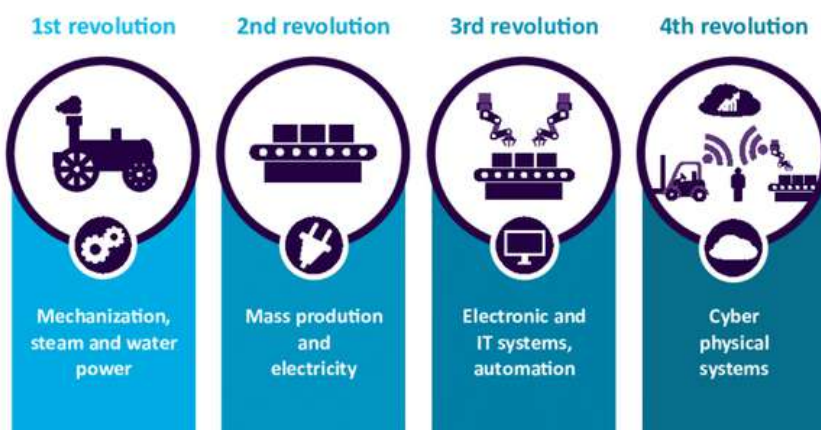 1st revolution
2nd revolution
3rd revolution
4th revolution
Mechanization,
steam and water
power
Mass prodution
and
electricity
Electronic and
IT systems,
automation
Cyber
physical
systems